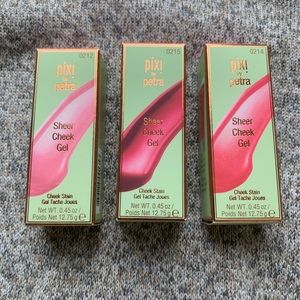 0212
pixi
by
petra
Sheer
Cheek
Gel
Cheek Stain
Gel Tache Joues
Net WT. 0.45 oz /
Poids Net 12.75 g e
0215
pixi
by
petra
Sheer
Cheek
Gel
Cheek Stain
Gel Tache Joues
Net WT. 0.45 oz /
Poids Net 12.75 g e
0214
pixi
by
petra
Sheer
Cheek
Gel
Cheek Stain
Gel Tache Joues
Net WT. 0.45 oz /
Poids Net 12.75 g e